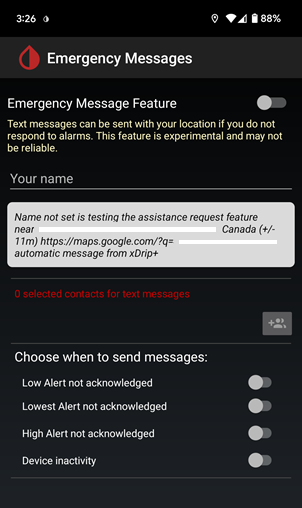 3:26 88%
Emergency Messages
Emergency Message Feature
Text messages can be sent with your location if you do not
respond to alarms. This feature is experimental and may not
be reliable.
Your name
Name not set is testing the assistance request feature
near Canada (+/-
11m) https://maps.google.com/?q=
automatic message from xDrip+
0 selected contacts for text messages
Choose when to send messages:
Low Alert not acknowledged
Lowest Alert not acknowledged
High Alert not acknowledged
Device inactivity